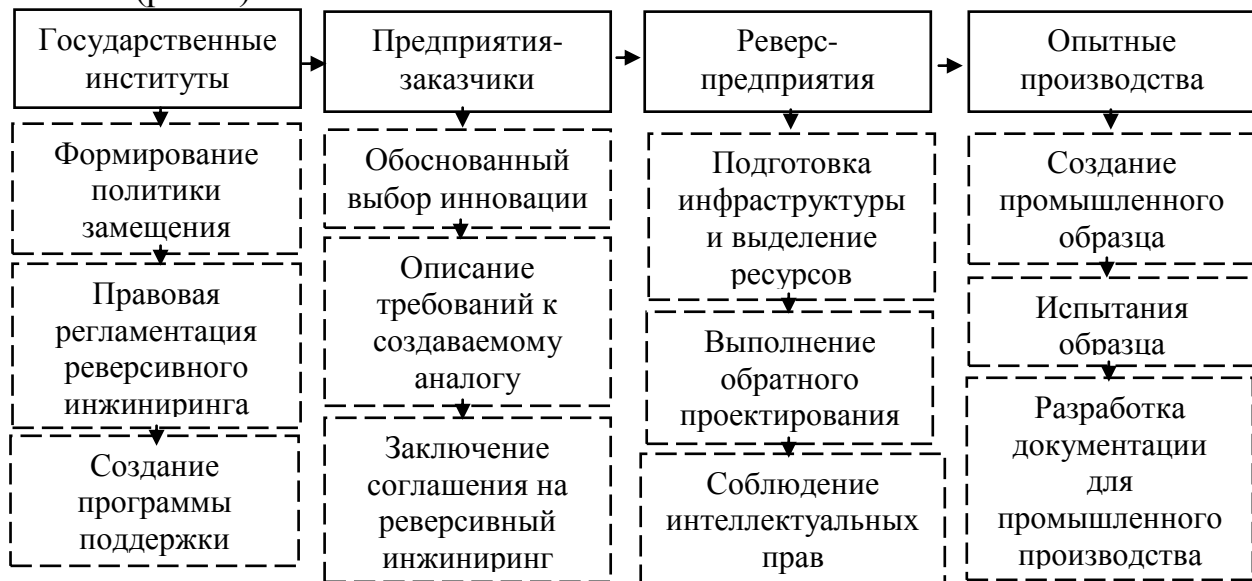 Государственные
институты
Формирование
политики
замещения
Правовая
регламентация
реверсивного
инжиниринга
Создание
программы
поддержки
Предприятия-
заказчики
Обоснованный
выбор инновации
Описание
требований к
создаваемому
аналогу
Заключение
соглашения на
реверсивный
инжиниринг
Реверс-
предприятия
Подготовка
инфраструктуры
и выделение
ресурсов
Выполнение
обратного
проектирования
Соблюдение
интеллектуальных
прав
Опытные
производства
Создание
промышленного
образца
Испытания
образца
Разработка
документации
для
промышленного
производства